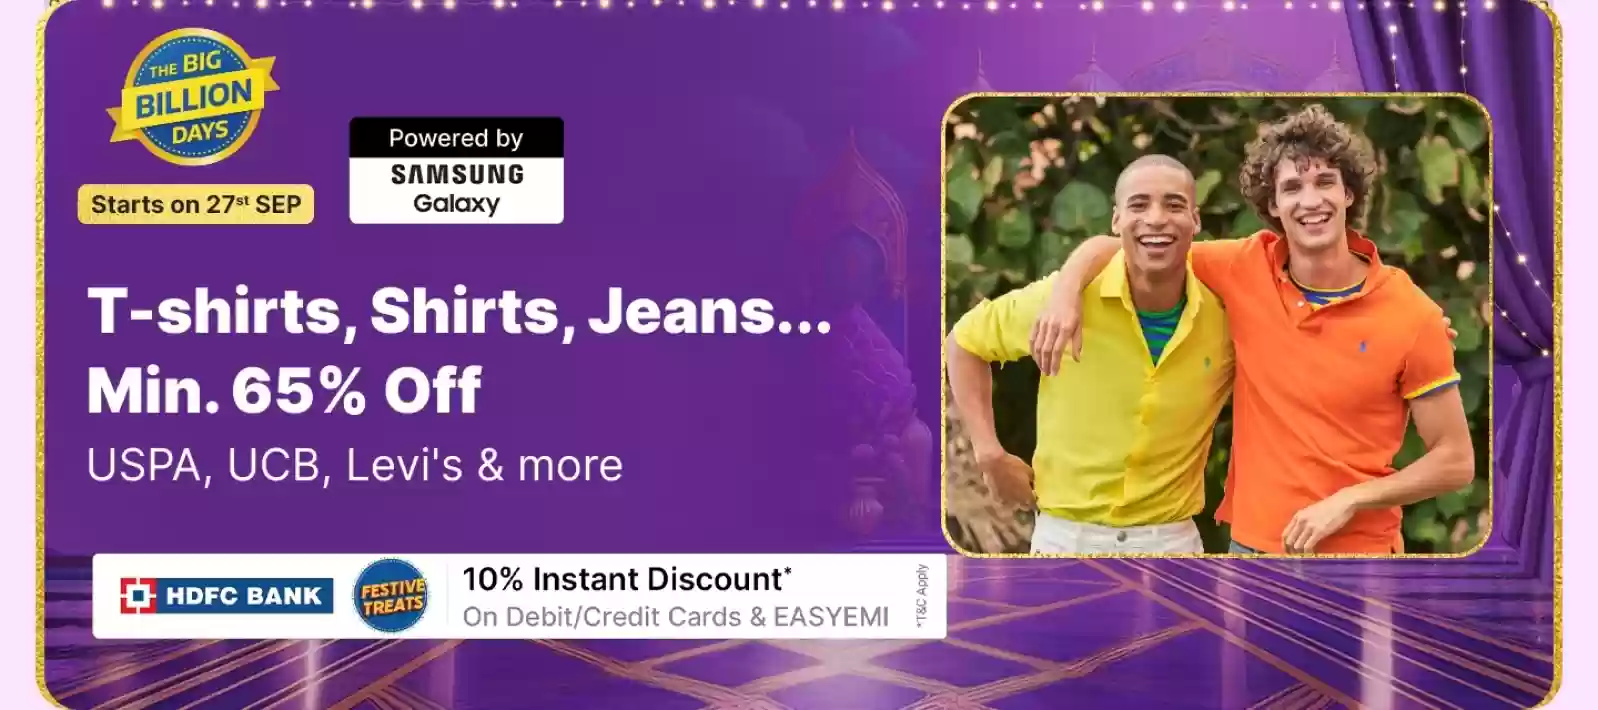 THE BIG
BILLION
DAYS
Starts on 27st SEP
Powered by
SAMSUNG
Galaxy
T-shirts, Shirts, Jeans...
Min. 65% Off
USPA, UCB, Levi's & more
HDFC BANK
FESTIVE
TREATS
10% Instant Discount*
On Debit/Credit Cards & EASYEMI
*T&C Apply